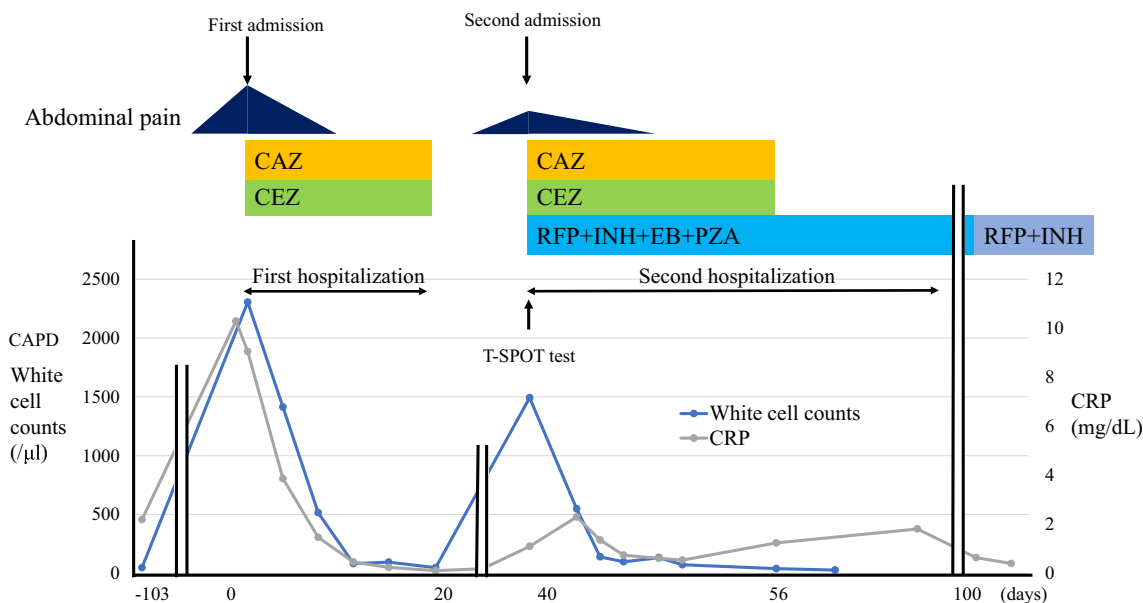 First admission
Second admission
Abdominal pain
CAZ
CAZ
CEZ
CEZ
RFP+INH+EB+PZA
RFP+INH
First hospitalization
Second hospitalization
T-SPOT test
CAPD
White
cell
counts
(/μl)
2500
2000
1500
1000
500
0
White cell counts
CRP
12
10
8
6
4
2
0
CRP
(mg/dL)
-103
0
20
40
56
100
(days)